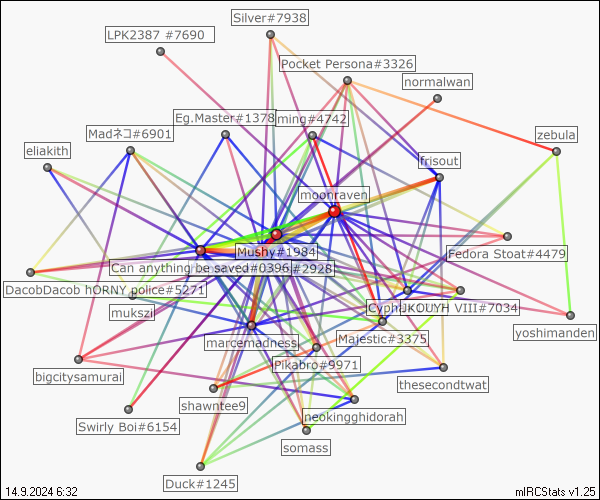 Silver#7938
LPK2387 #7690
Pocket Persona#3326
normalwan
Eg.Master#1378
ming#4742
Madネコ#6901
zebula
eliakith
frisout
moonraven
Mushy#1984
Fedora Stoat#4479
Can anything be saved#0396
#2928
DacobDacob hORNY police#5271
mukszil
CyphiJKOUYH VIII#7034
yoshimanden
marcemadness
Majestic#3375
Pikabro#9971
bigcitysamurai
thesecondtwat
shawntee9
neokingghidorah
Swirly Boi#6154
somass
Duck#1245
14.9.2024 6:32
mIRCStats v1.25